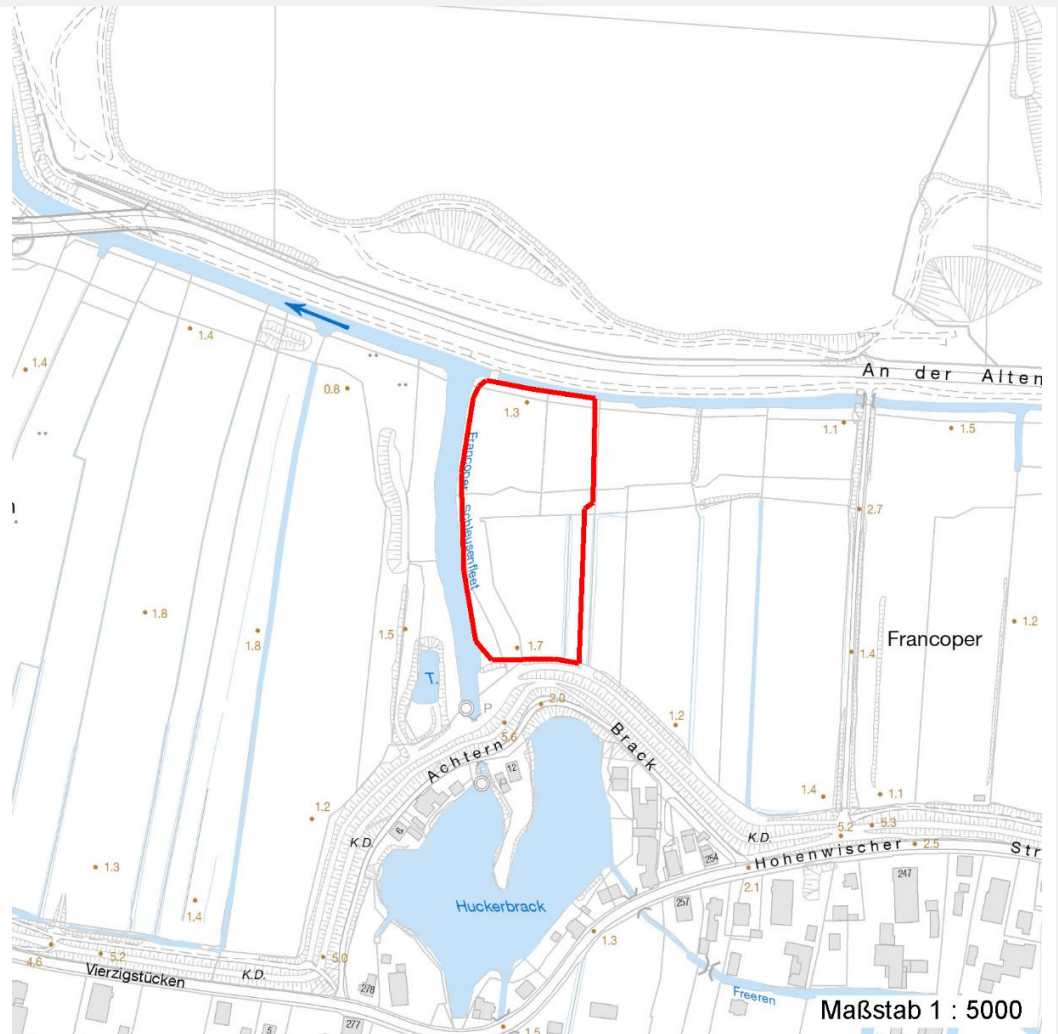 An der Alten
1.4
1.4
0.8
1.3
1.1
1.5
2.7
Francoper Schleusenfleet
1.8
1.8
1.5
1.7
1.4
1.2
Francoper
T.
P
2.0
5.6
1.2
Achtern Brack
12
6
1.2
K.D.
1.4
1.1
5.2
5.3
K.D.
Hohenwischer Str
2.5
254
2.1
247
257
1.3
1.3
Huckerbrack
1.4
4.6
5.2
K.D.
5.0
Vierzigstücken
278
277
5
1.5
Freeren
Maßstab 1 : 5000